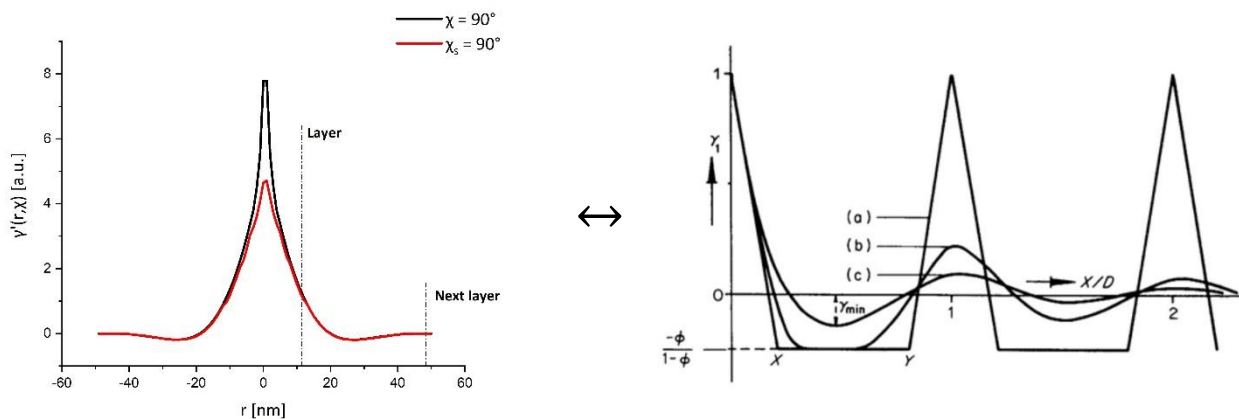 χ = 90°
χs = 90°
γ'(r,χ) [a.u.]
8
6
4
2
0
Layer
Next layer
-60 -40 -20 0 20 40 60
r [nm]
↔
1
γ1
(a)
(b)
(c)
X/D
0
γmin
1
2
-ϕ
1-ϕ
X
Y